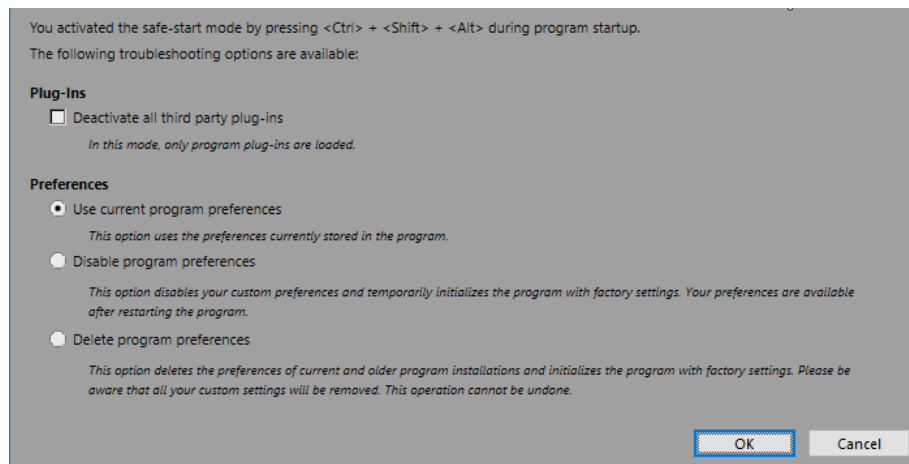 You activated the safe-start mode by pressing <Ctrl> + <Shift> + <Alt> during program startup.
The following troubleshooting options are available:
Plug-Ins
Deactivate all third party plug-ins
In this mode, only program plug-ins are loaded.
Preferences
Use current program preferences
This option uses the preferences currently stored in the program.
Disable program preferences
This option disables your custom preferences and temporarily initializes the program with factory settings. Your preferences are available
after restarting the program.
Delete program preferences
This option deletes the preferences of current and older program installations and initializes the program with factory settings. Please be
aware that all your custom settings will be removed. This operation cannot be undone.
OK Cancel